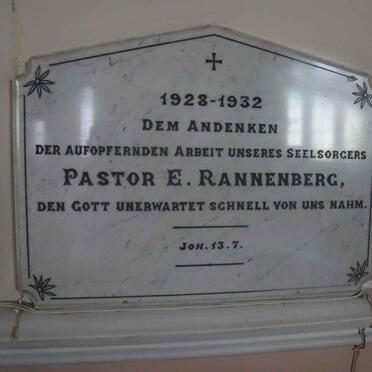 1928-1932
DEM ANDENKEN
DER AUFOPFERNDEN ARBEIT UNSERES SEELSORGERS
PASTOR E. RANNENBERG,
DEN GOTT UNERWARTET SCHNELL VON UNS NAHM.
JOH. 13.7.